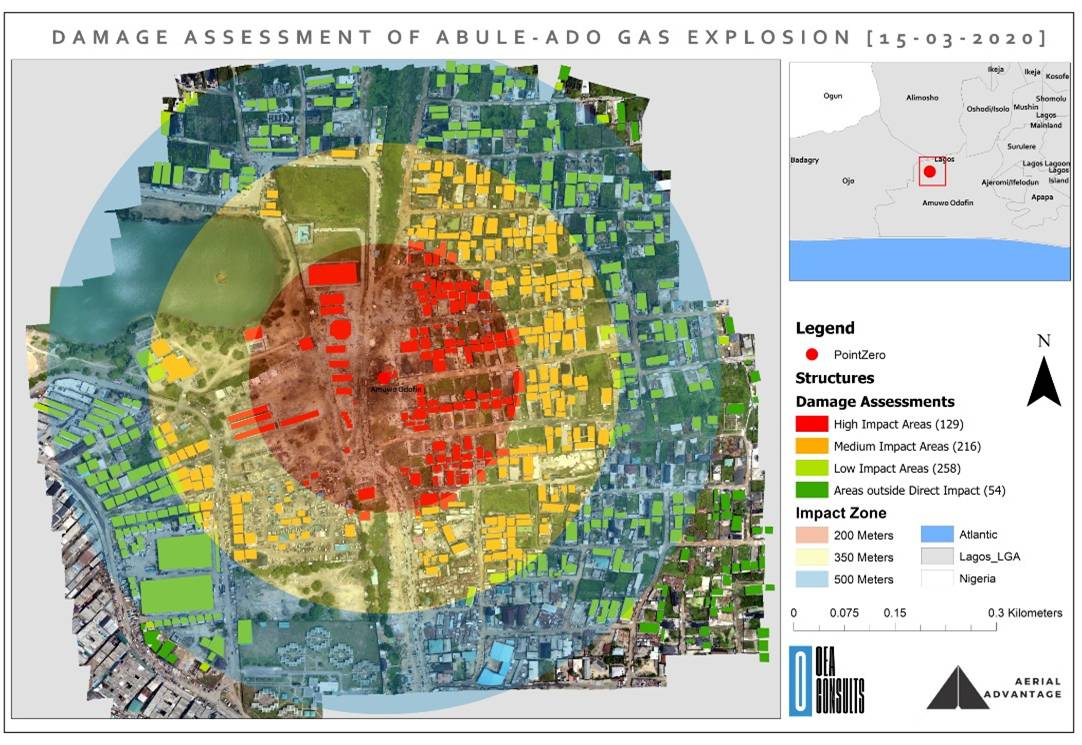 DAMAGE ASSESSMENT OF ABULE-ADO GAS EXPLOSION [15-03-2020]
Amuwo Odofin
Ikeja
Ikeja
Kosofe
Ogun
Alimosho
Oshodi/Isolo
Mushin
Shomolu
Lagos
Mainland
Surulere
Badagry
Lagos
Lagos Lagoon
Lagos
Island
Ojo
Ajeromi/Ifelodun
Amuwo Odofin
Apapa
Legend
PointZero
Structures
Damage Assessments
High Impact Areas (129)
Medium Impact Areas (216)
Low Impact Areas (258)
Areas outside Direct Impact (54)
Impact Zone
200 Meters
350 Meters
500 Meters
Atlantic
Lagos_LGA
Nigeria
N
0 0.075 0.15 0.3 Kilometers
OEA
CONSULTS
AERIAL
ADVANTAGE